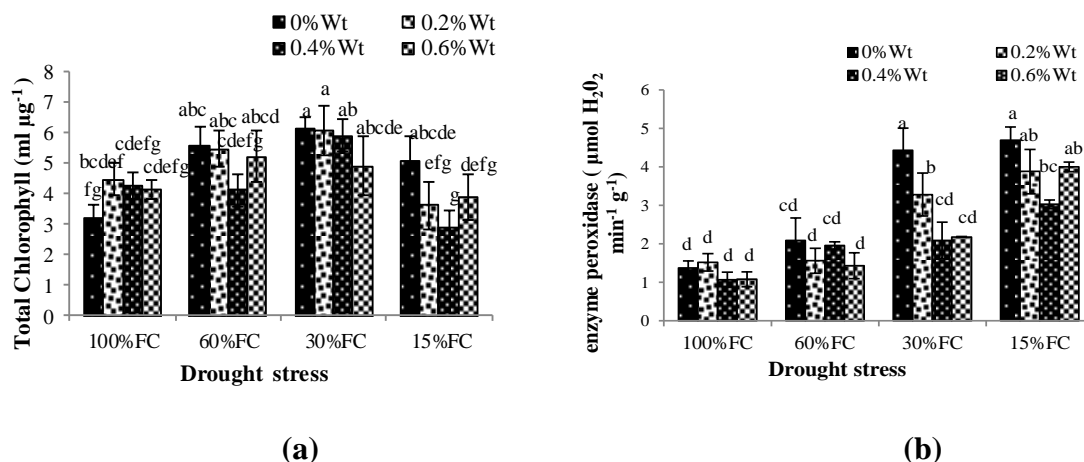 0%Wt 0.2%Wt
0.4%Wt 0.6%Wt
Total Chlorophyll (ml µg-1 )
8
7
6
5
4
3
2
1
0
fg bcdef cdefg cdefg
abc abc cdefg abcd
a a ab abcde
abcde efg g defg
100%FC 60%FC 30%FC 15%FC
Drought stress
(a)
0%Wt 0.2%Wt
0.4%Wt 0.6%Wt
enzyme peroxidase ( µmol H202
min-1 g-1)
6
5
4
3
2
1
0
d d d d
cd d cd d
a b cd cd
a ab bc ab
100%FC 60%FC 30%FC 15%FC
Drought stress
(b)